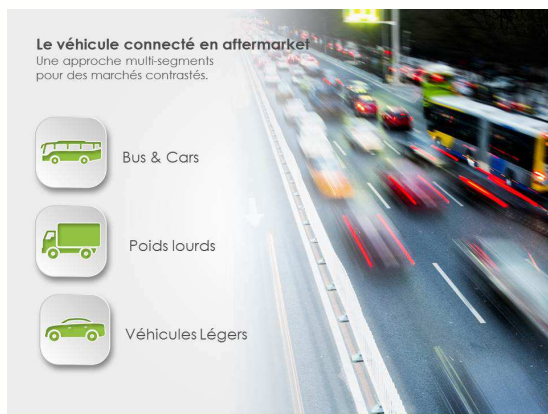 Le véhicule connecté en aftermarket
Une approche multi-segments
pour des marchés contrastés.
Bus & Cars
Poids lourds
Véhicules Légers